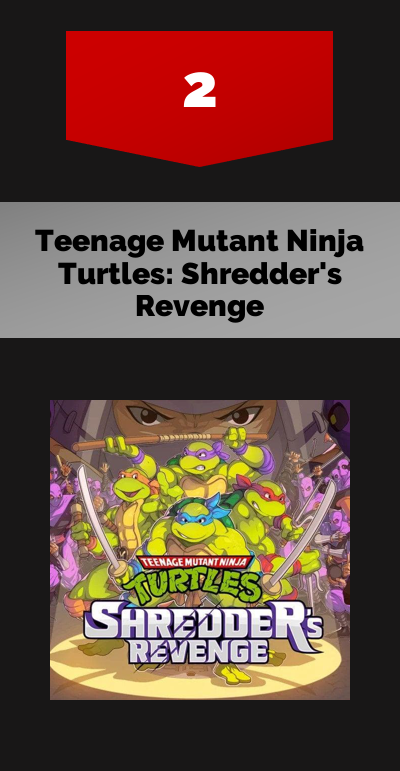 2
Teenage Mutant Ninja
Turtles: Shredder's
Revenge
TEENAGE MUTANT NINJA
TURTLES
SHREDDER'S
REVENGE